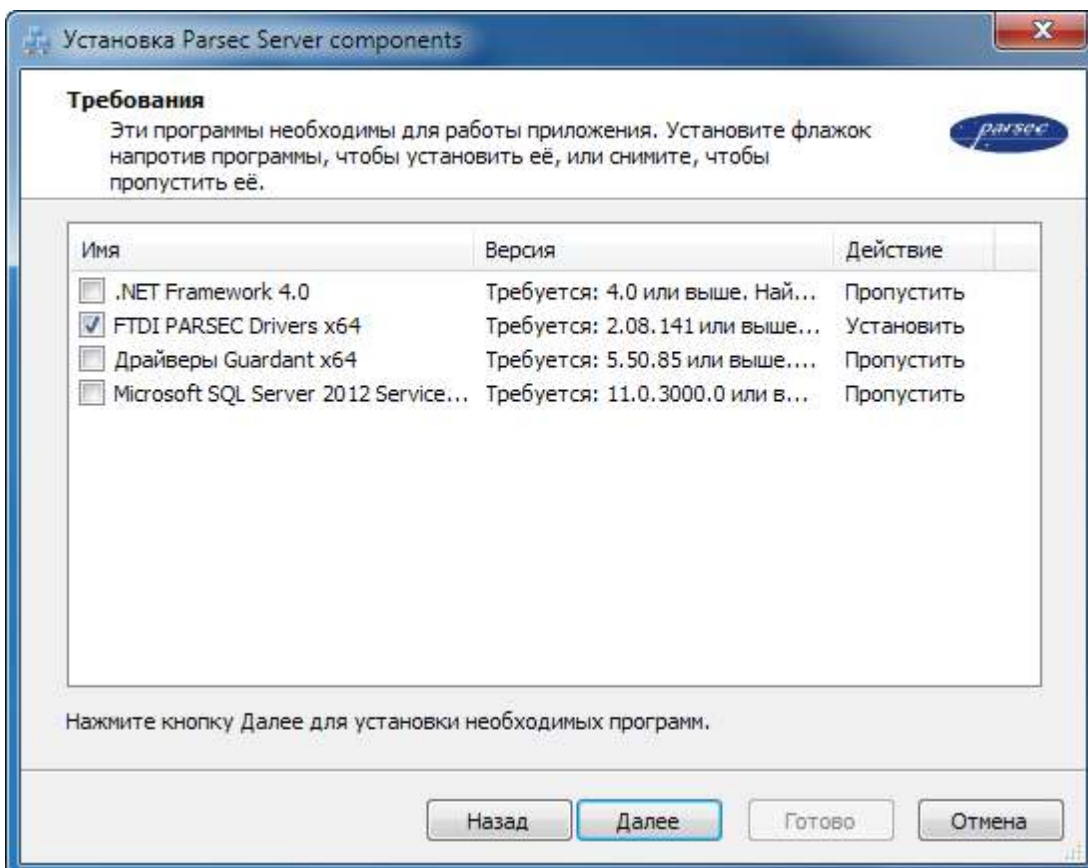 Установка Parsec Server components
Требования
Эти программы необходимы для работы приложения. Установите флажок
напротив программы, чтобы установить её, или снимите, чтобы
пропустить её.
parsec
Имя Версия Действие
.NET Framework 4.0 Требуется: 4.0 или выше. Най... Пропустить
FTDI PARSEC Drivers x64 Требуется: 2.08.141 или выше... Установить
Драйверы Guardant x64 Требуется: 5.50.85 или выше.... Пропустить
Microsoft SQL Server 2012 Service... Требуется: 11.0.3000.0 или в... Пропустить
Нажмите кнопку Далее для установки необходимых программ.
Назад Далее Готово Отмена